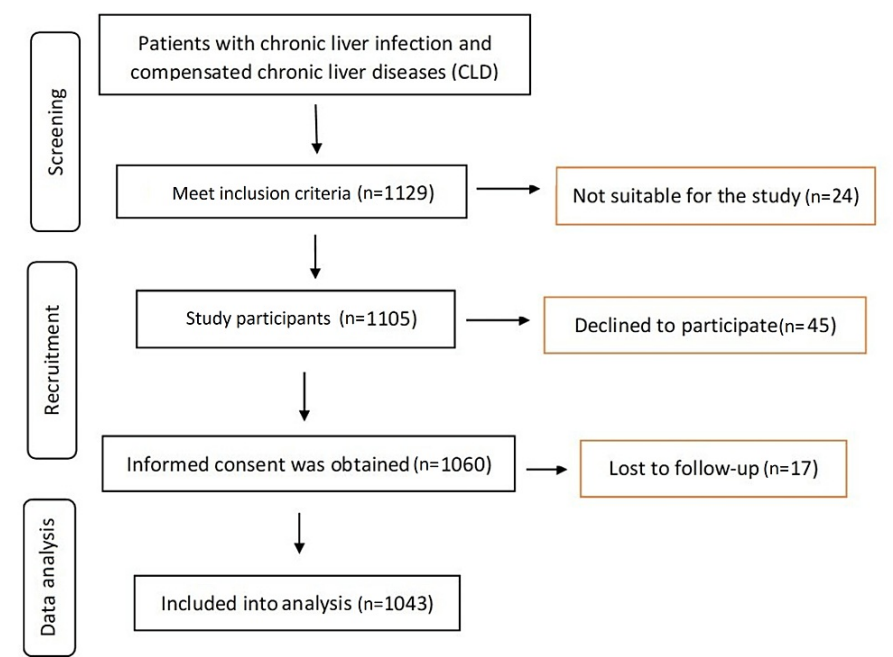 Screening
Patients with chronic liver infection and
compensated chronic liver diseases (CLD)
Meet inclusion criteria (n=1129)
Not suitable for the study (n=24)
Recruitment
Study participants (n=1105)
Declined to participate(n=45)
Informed consent was obtained (n=1060)
Lost to follow-up (n=17)
Data analysis
Included into analysis (n=1043)